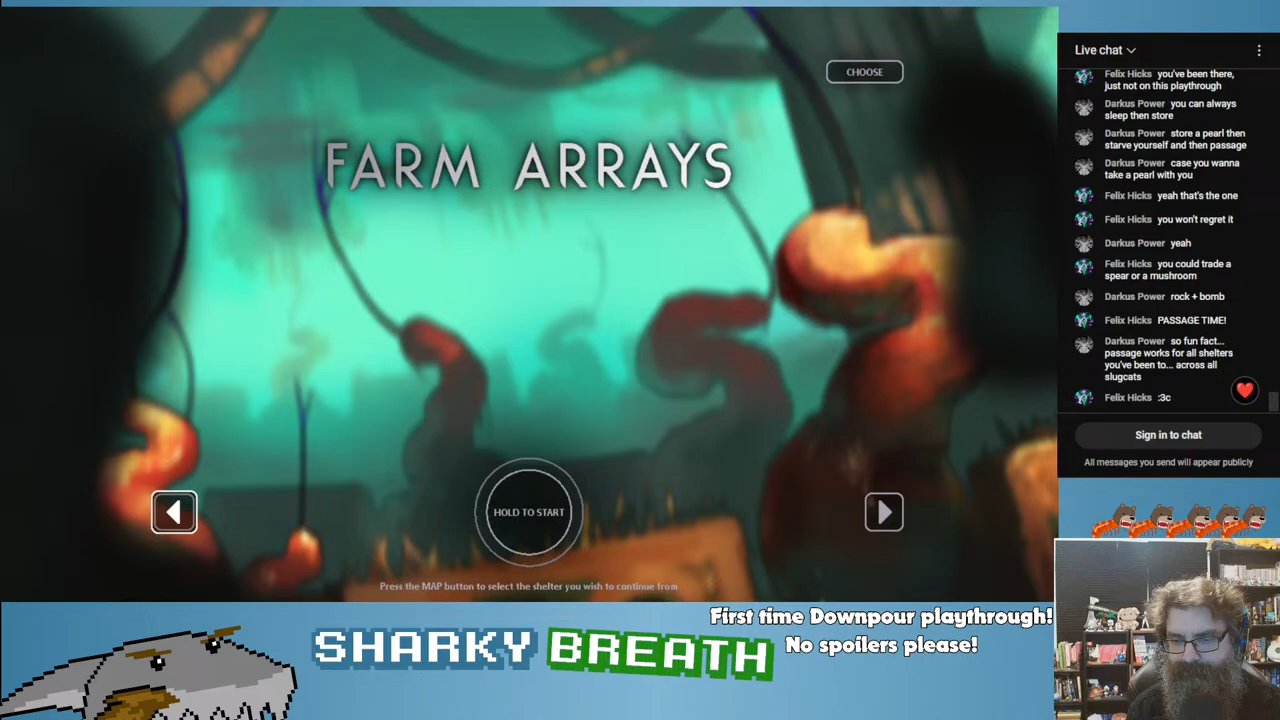 CHOOSE
FARM ARRAYS
HOLD TO START
Press the MAP button to select the shelter you wish to continue from
Live chat
Felix Hicks you've been there,
just not on this playthrough
Darkus Power you can always
sleep then store
Darkus Power store a pearl then
starve yourself and then passage
Darkus Power case you wanna
take a pearl with you
Felix Hicks yeah that's the one
Felix Hicks you won't regret it
Darkus Power yeah
Felix Hicks you could trade a
spear or a mushroom
Darkus Power rock + bomb
Felix Hicks PASSAGE TIME!
Darkus Power so fun fact...
passage works for all shelters
you've been to... across all
slugcats
Felix Hicks :3c
Sign in to chat
All messages you send will appear publicly
SHARKY BREATH
First time Downpour playthrough!
No spoilers please!